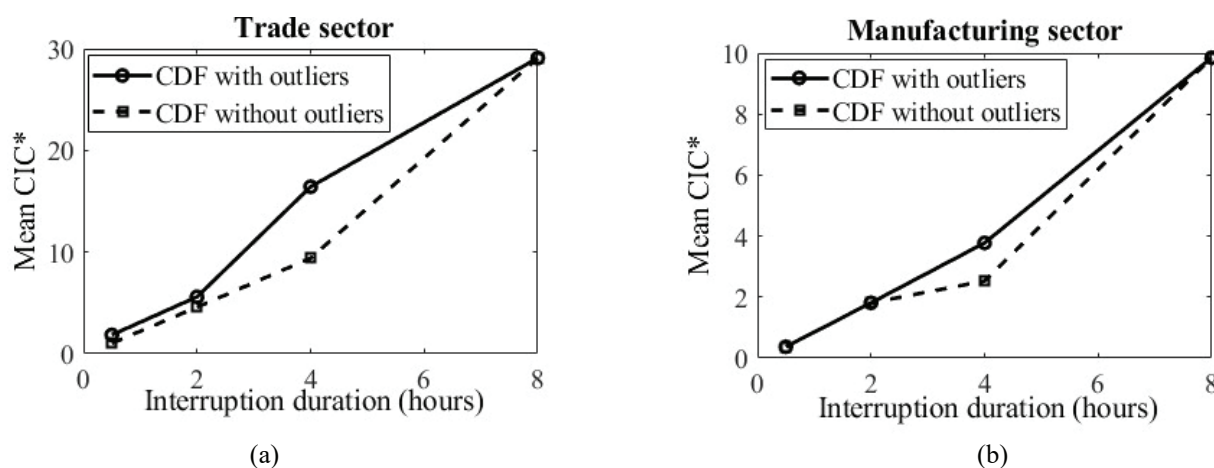 Trade sector
30
20
10
0
Mean CIC*
CDF with outliers
CDF without outliers
0 2 4 6 8
Interruption duration (hours)
(a)
Manufacturing sector
10
8
6
4
2
0
Mean CIC*
CDF with outliers
CDF without outliers
0 2 4 6 8
Interruption duration (hours)
(b)